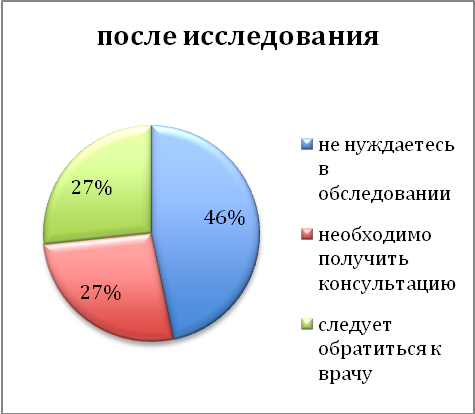 после исследования
27%
46%
27%
не нуждаетесь
в
обследовании
необходимо
получить
консультацию
следует
обратиться к
врачу